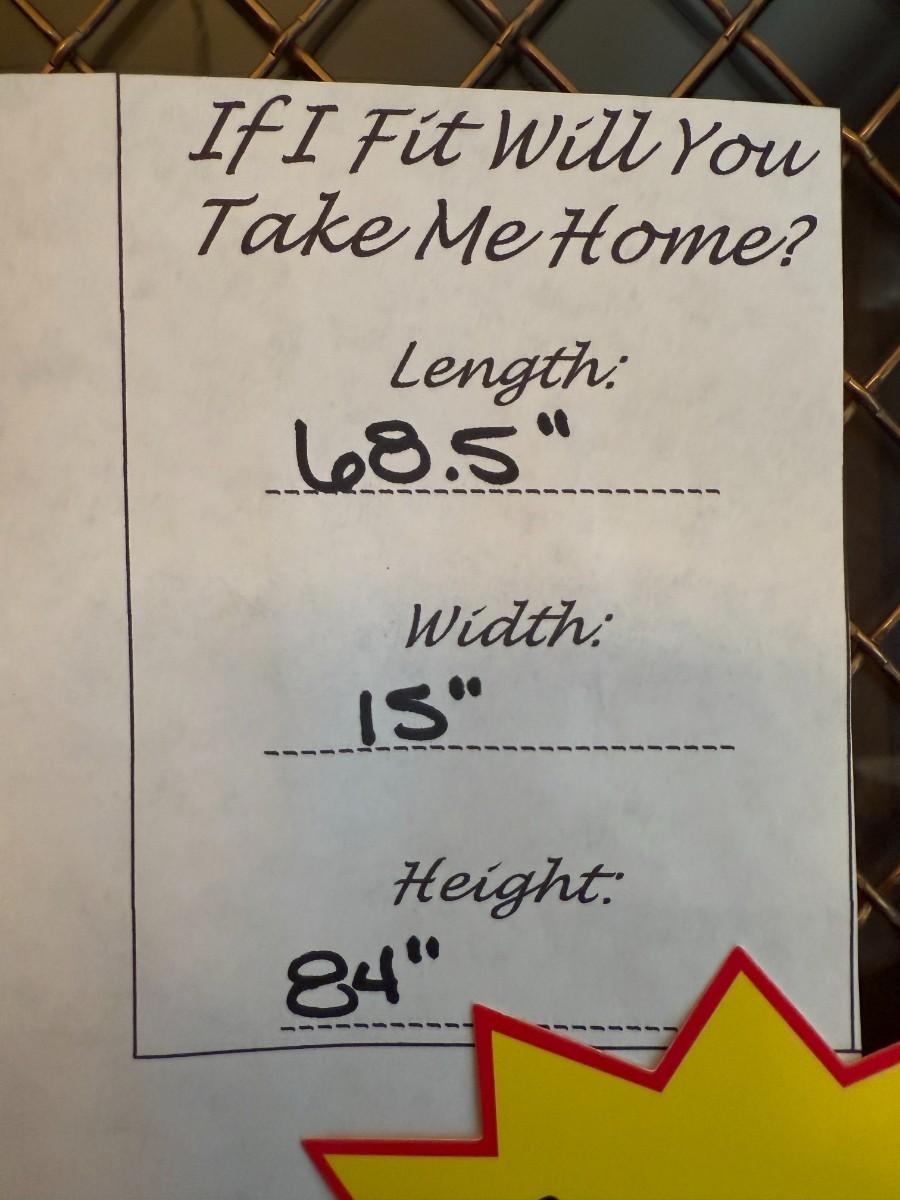 If I Fit Will You
Take Me Home?
Length:
68.5"
Width:
15"
Height:
84"